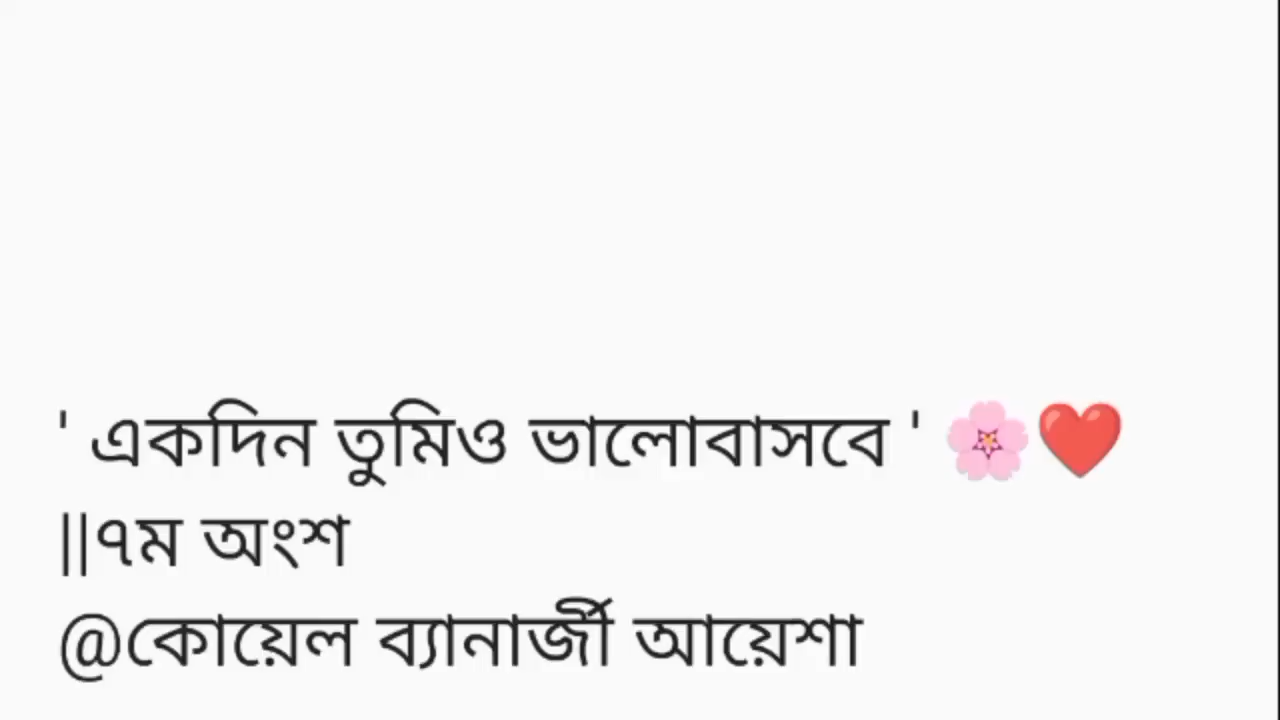 ' একদিন তুমিও ভালোবাসবে ' 🌸❤️
||৭ম অংশ
@কোয়েল ব্যানার্জী আয়েশা